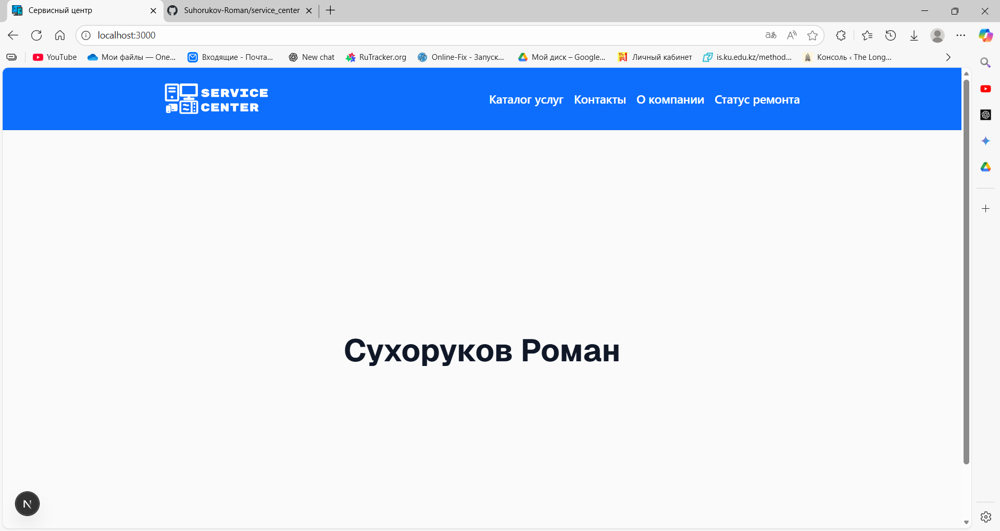 Сервисный центр
Suhorukov-Roman/service_center
localhost:3000
YouTube
Мои файлы — One...
Входящие - Почта...
New chat
RuTracker.org
Online-Fix - Запуск...
Мой диск – Google...
Личный кабинет
is.ku.edu.kz/method...
Консоль ‹ The Long...
SERVICE
CENTER
Каталог услуг
Контакты
О компании
Статус ремонта
Сухоруков Роман
N